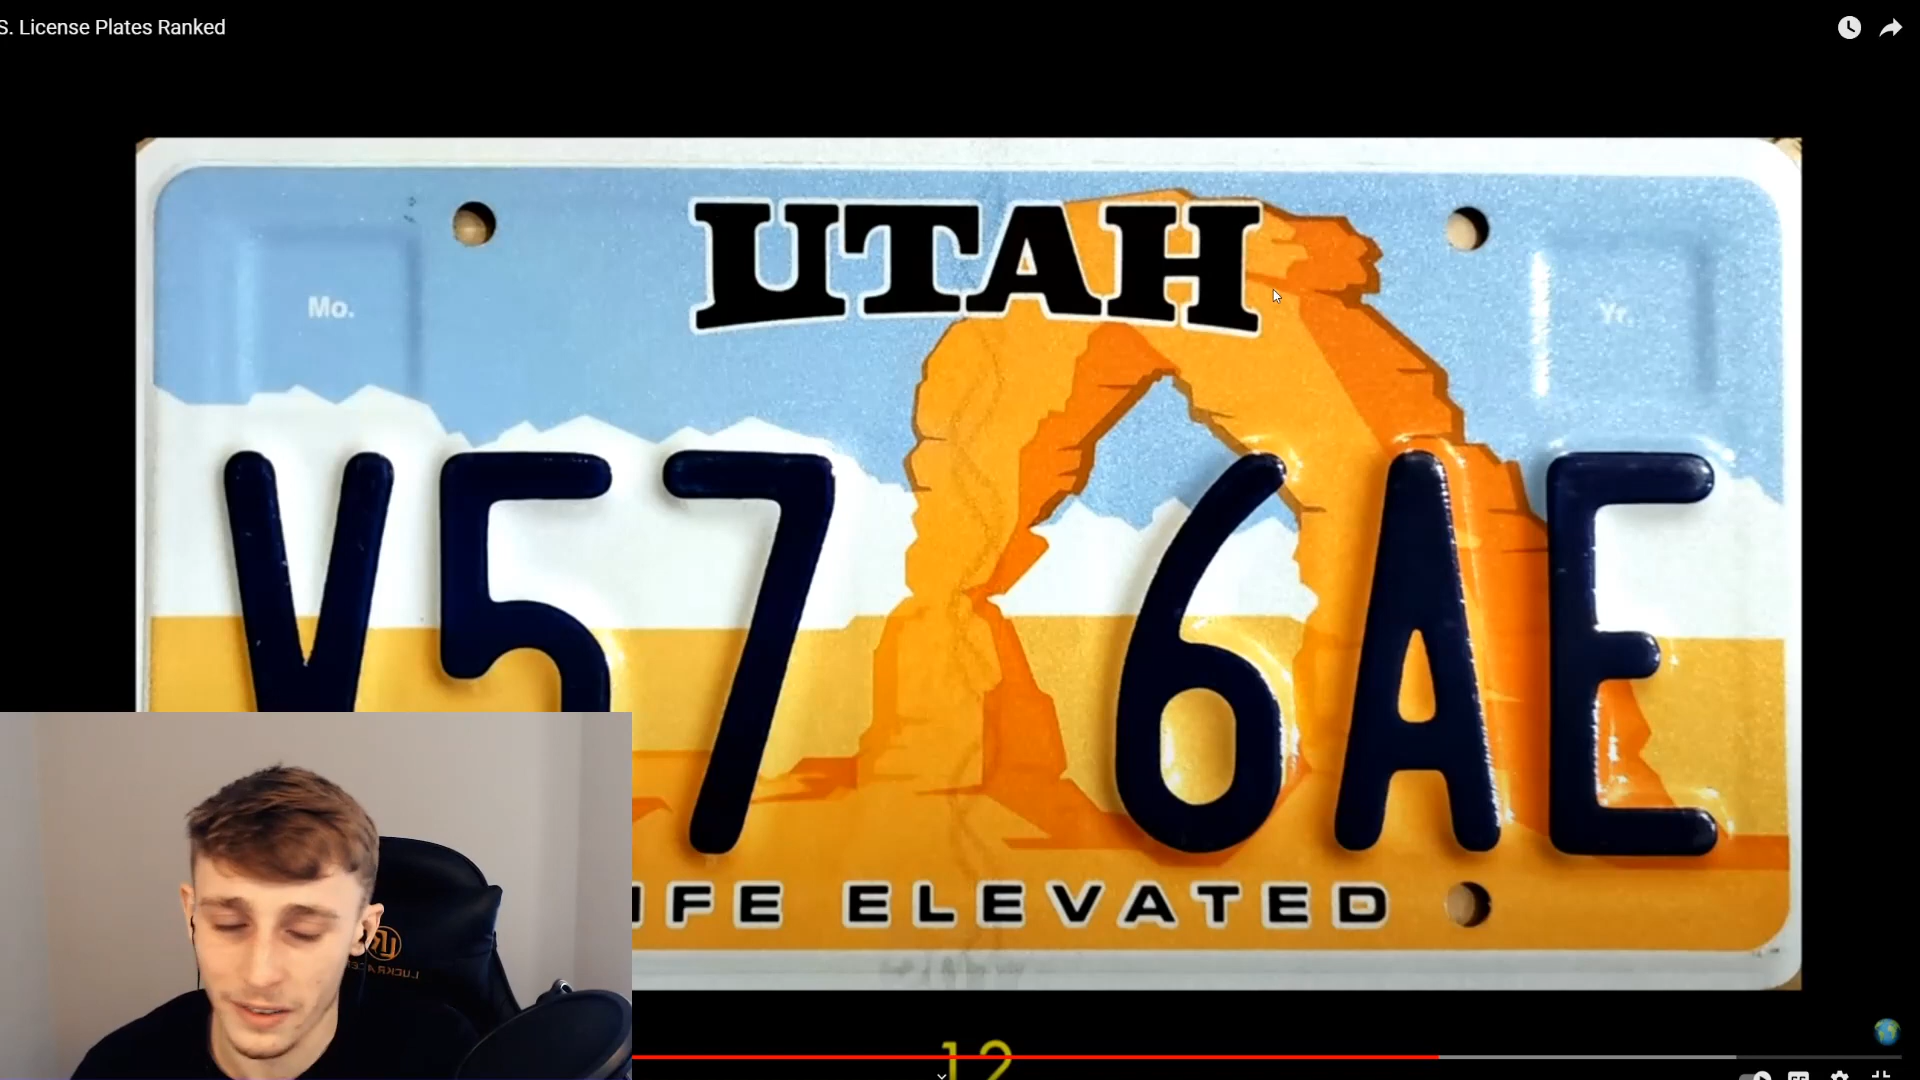 S. License Plates Ranked
UTAH
Mo.
Yr.
V57 6AE
IFE ELEVATED
12